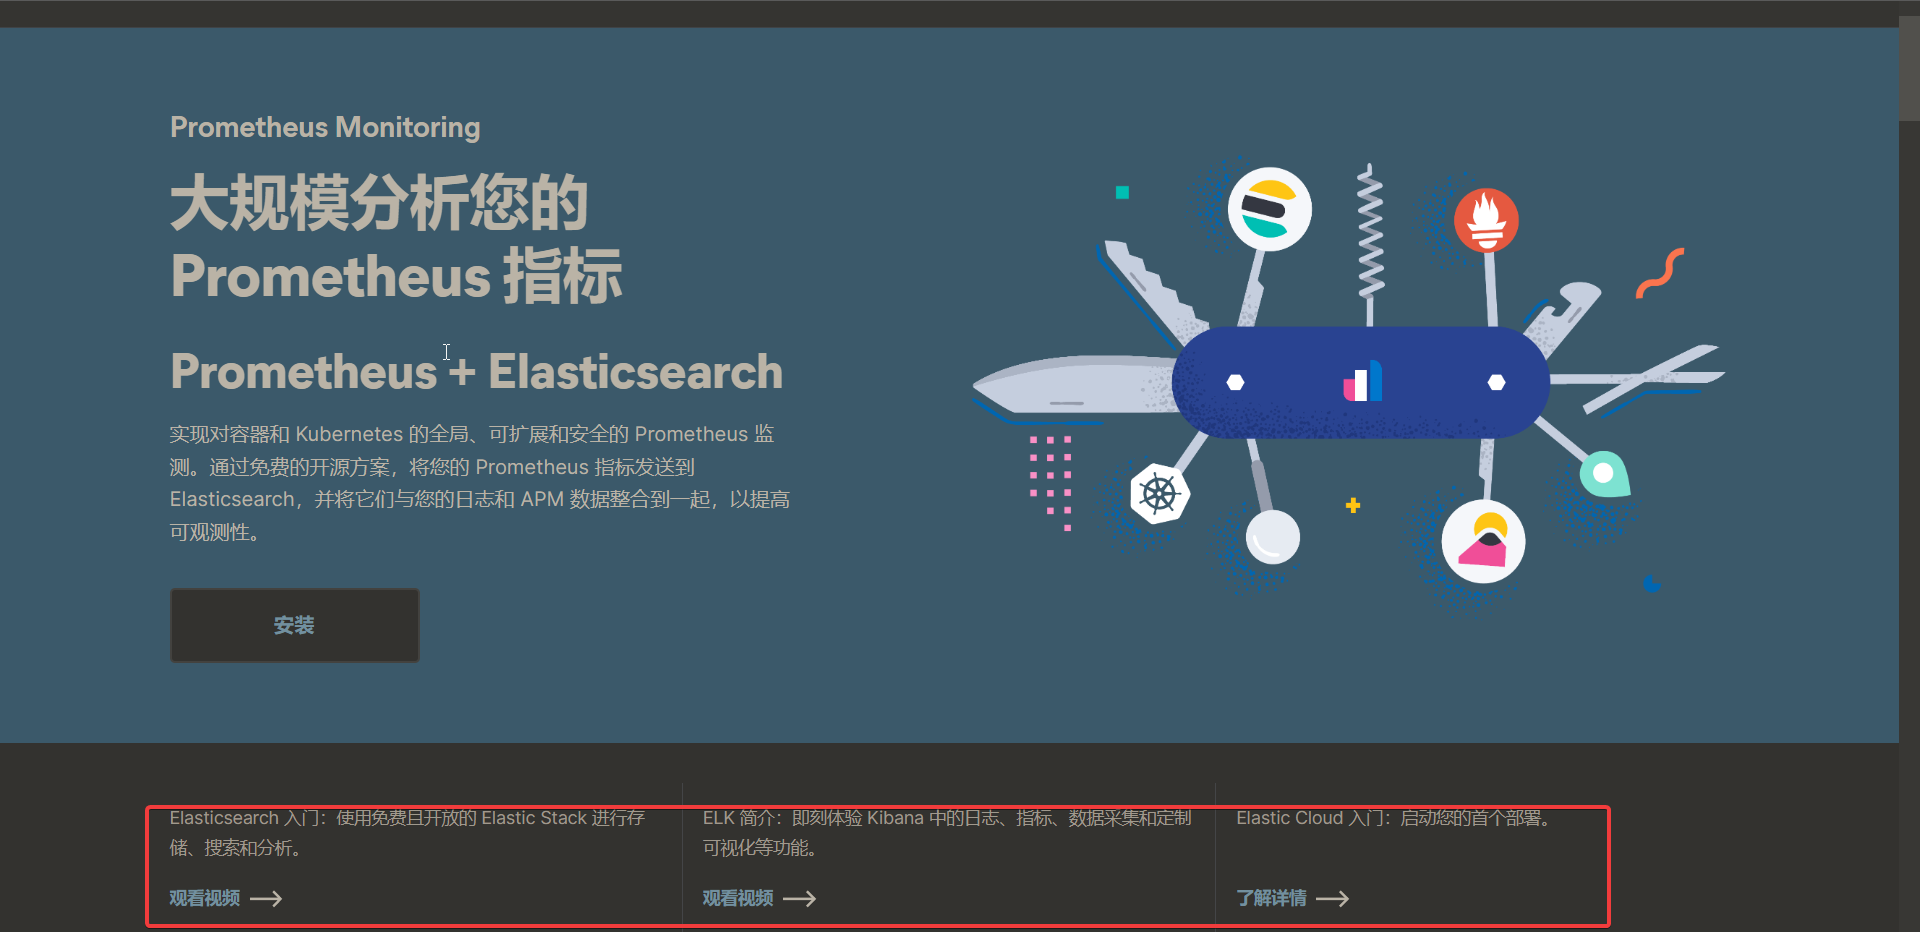 Prometheus Monitoring
大规模分析您的
Prometheus 指标
Prometheus + Elasticsearch
实现对容器和 Kubernetes 的全局、可扩展和安全的 Prometheus 监
测。通过免费的开源方案，将您的 Prometheus 指标发送到
Elasticsearch，并将它们与您的日志和 APM 数据整合到一起，以提高
可观测性。
安装
Elasticsearch 入门：使用免费且开放的 Elastic Stack 进行存
储、搜索和分析。
观看视频
ELK 简介：即刻体验 Kibana 中的日志、指标、数据采集和定制
可视化等功能。
观看视频
Elastic Cloud 入门：启动您的首个部署。
了解详情